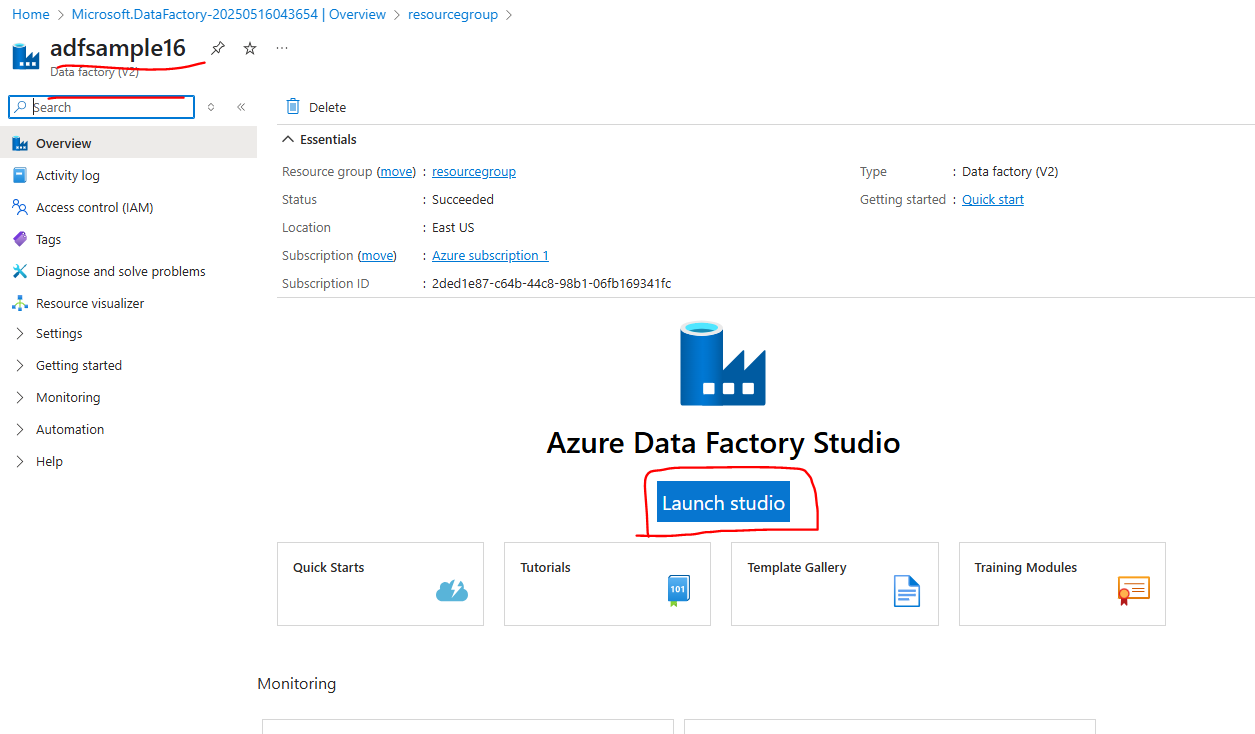 Home > Microsoft.DataFactory-20250516043654 | Overview > resourcegroup >
adfsample16 ...
Data factory (V2)
Search
Overview
Activity log
Access control (IAM)
Tags
Diagnose and solve problems
Resource visualizer
Settings
Getting started
Monitoring
Automation
Help
Delete
Essentials
Resource group (move) : resourcegroup
Status : Succeeded
Location : East US
Subscription (move) : Azure subscription 1
Subscription ID : 2ded1e87-c64b-44c8-98b1-06fb169341fc
Type : Data factory (V2)
Getting started : Quick start
Azure Data Factory Studio
Launch studio
Quick Starts
Tutorials
101
Template Gallery
Training Modules
Monitoring